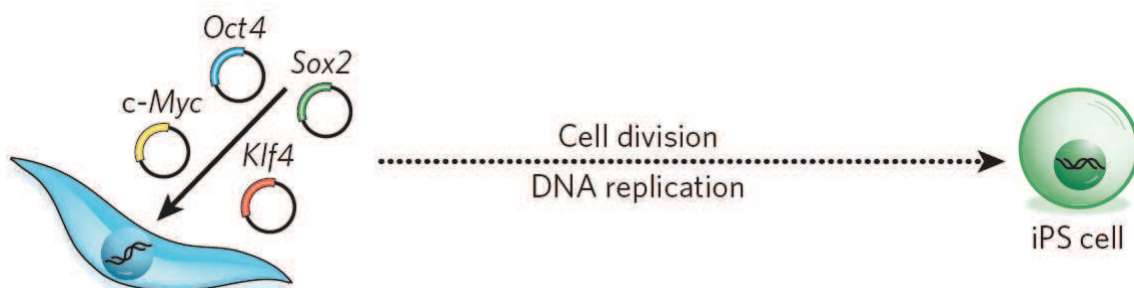 Oct4
Sox2
c-Myc
Klf4
Cell division
DNA replication
iPS cell